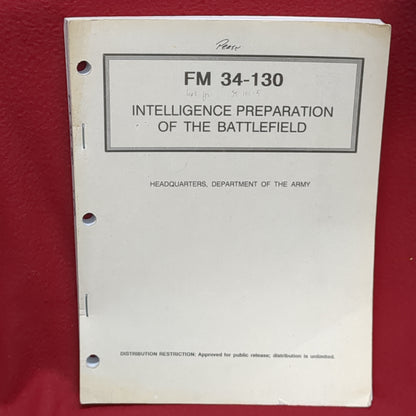 FM 34-130
INTELLIGENCE PREPARATION
OF THE BATTLEFIELD
HEADQUARTERS, DEPARTMENT OF THE ARMY
DISTRIBUTION RESTRICTION: Approved for public release; distribution is unlimited.